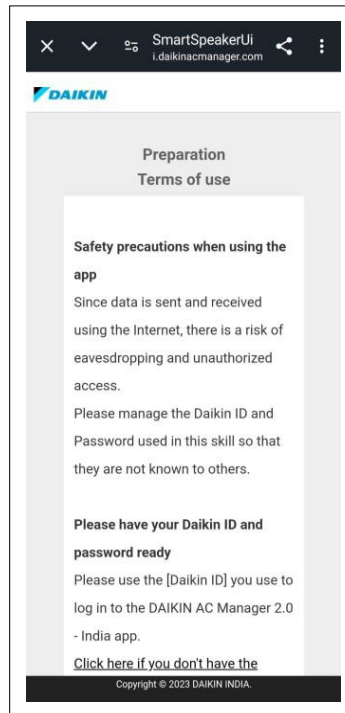 SmartSpeakerUi
i.daikinacmanager.com
DAIKIN
Preparation
Terms of use
Safety precautions when using the
app
Since data is sent and received
using the Internet, there is a risk of
eavesdropping and unauthorized
access.
Please manage the Daikin ID and
Password used in this skill so that
they are not known to others.
Please have your Daikin ID and
password ready
Please use the [Daikin ID] you use to
log in to the DAIKIN AC Manager 2.0
- India app.
Click here if you don't have the
Copyright © 2023 DAIKIN INDIA.